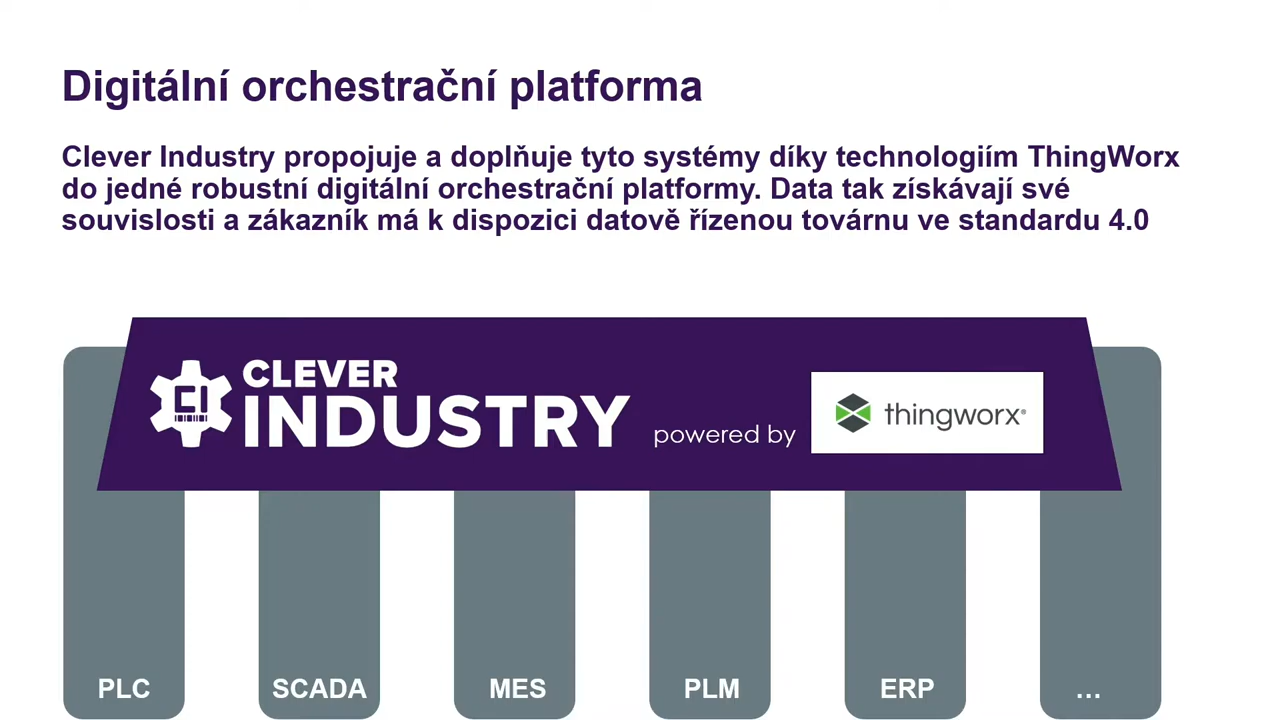 Digitální orchestrační platforma
Clever Industry propojuje a doplňuje tyto systémy díky technologiím ThingWorx
do jedné robustní digitální orchestrační platformy. Data tak získávají své
souvislosti a zákazník má k dispozici datově řízenou továrnu ve standardu 4.0
CI
CLEVER
INDUSTRY
powered by
thingworx®
PLC
SCADA
MES
PLM
ERP
…